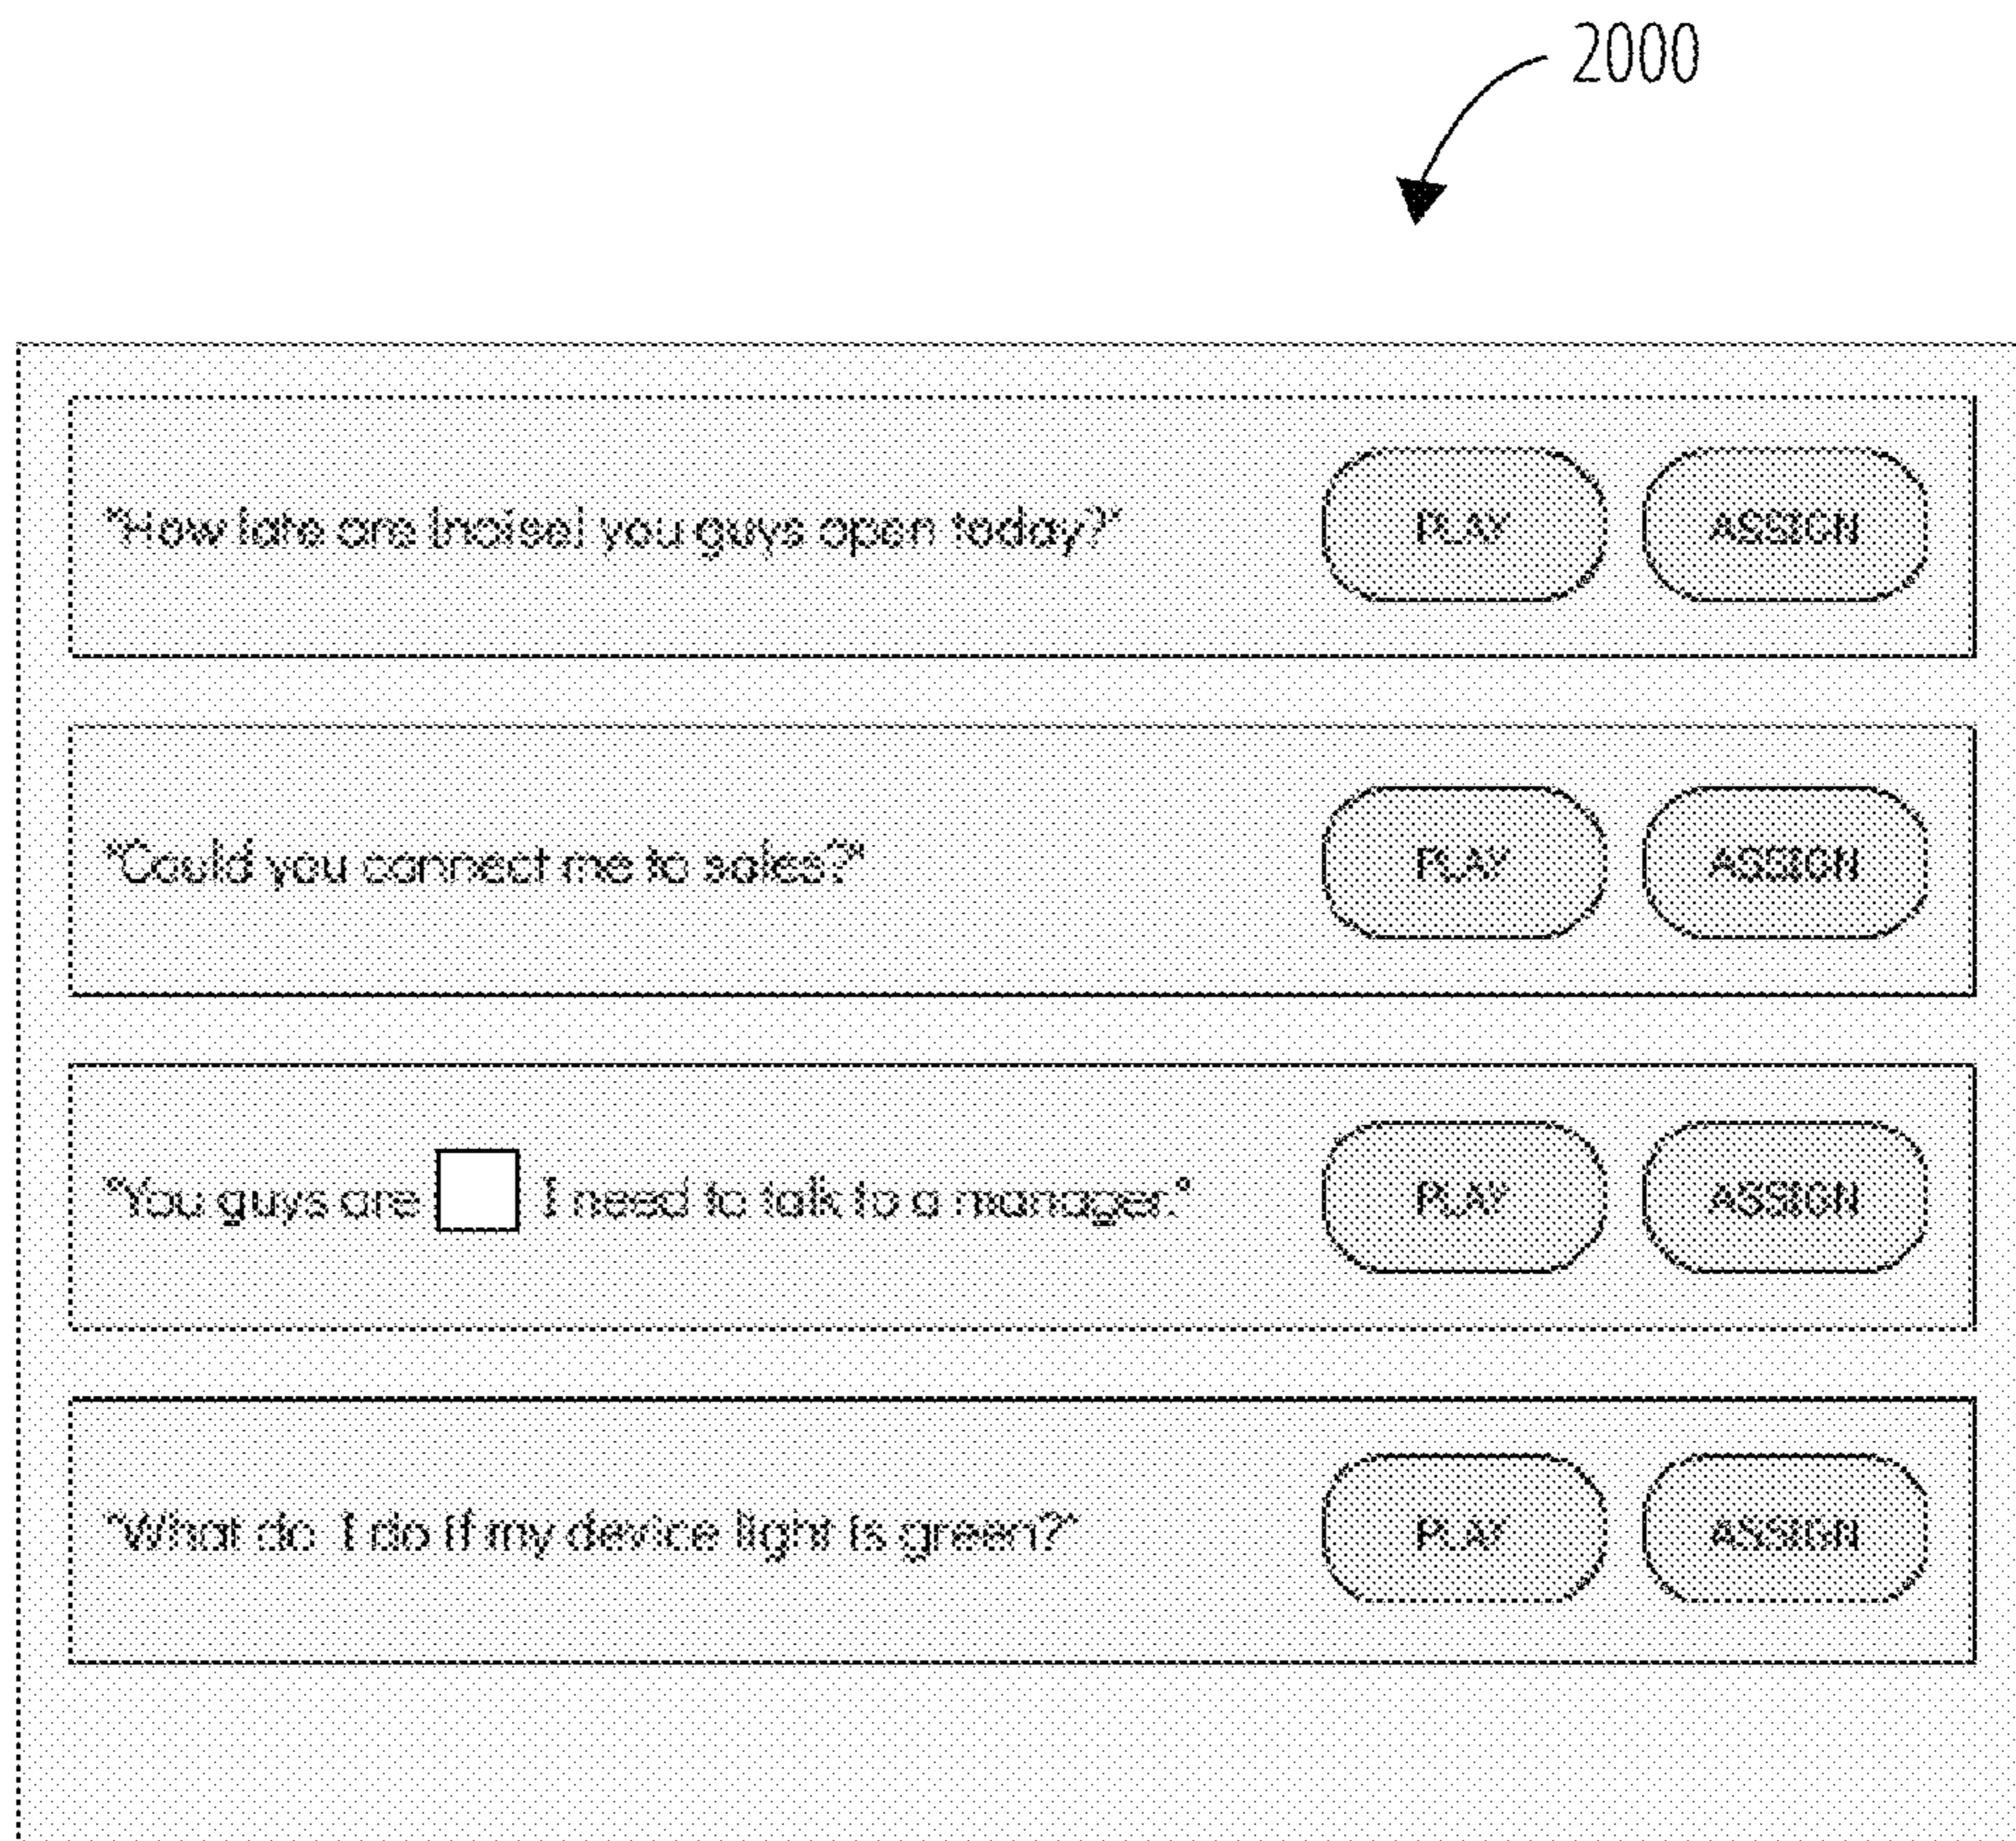 2000
"How late are [noise] you guys open today?" PLAY ASSIGN
"Could you connect me to sales?" PLAY ASSIGN
"You guys are I need to talk to a manager." PLAY ASSIGN
"What do I do if my device light is green?" PLAY ASSIGN